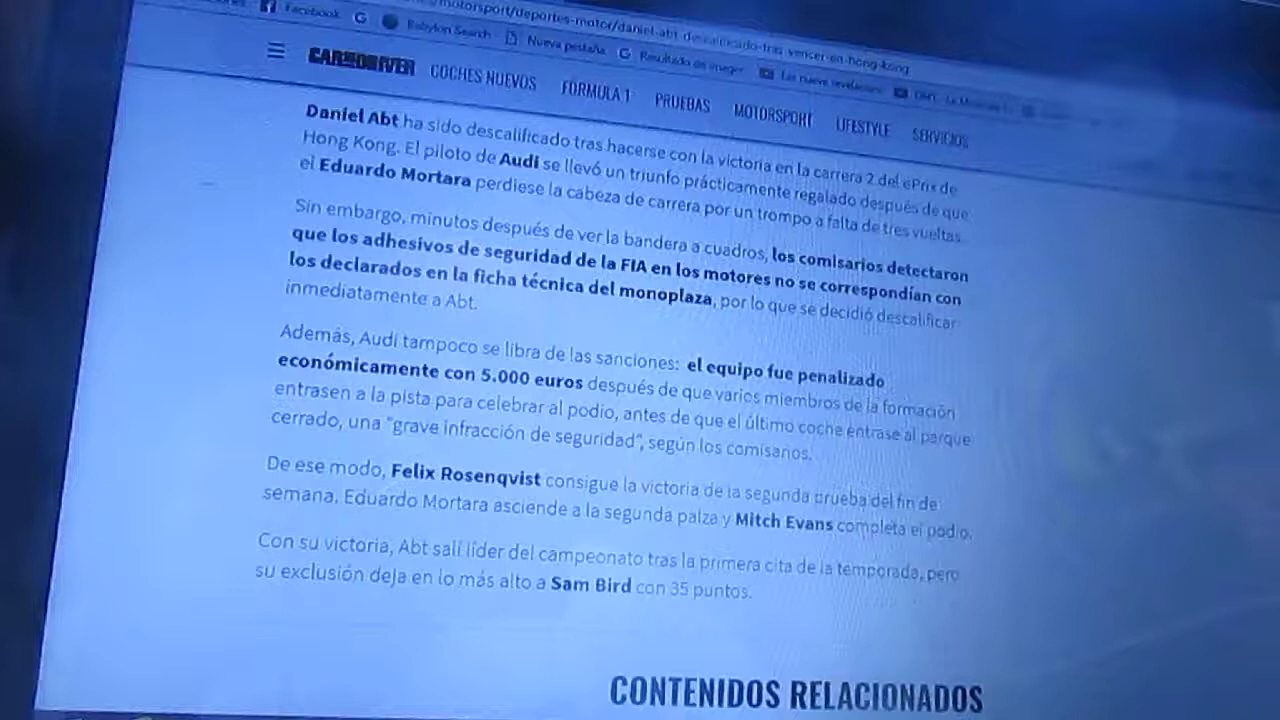 /motorsport/deportes-motor/daniel-abt-descalificado-tras-vencer-en-hong-kong
Facebook G Babylon Search Nueva pestaña G Resultado de imagen
CAR AND DRIVER COCHES NUEVOS FÓRMULA 1 PRUEBAS MOTORSPORT LIFESTYLE SERVICIOS
Daniel Abt ha sido descalificado tras hacerse con la victoria en la carrera 2 del ePrix de
Hong Kong. El piloto de Audi se llevó un triunfo prácticamente regalado después de que
el Eduardo Mortara perdiese la cabeza de carrera por un trompo a falta de tres vueltas.
Sin embargo, minutos después de ver la bandera a cuadros, los comisarios detectaron
que los adhesivos de seguridad de la FIA en los motores no se correspondían con
los declarados en la ficha técnica del monoplaza, por lo que se decidió descalificar
inmediatamente a Abt.
Además, Audi tampoco se libra de las sanciones: el equipo fue penalizado
económicamente con 5.000 euros después de que varios miembros de la formación
entrasen a la pista para celebrar al podio, antes de que el último coche entrase al parque
cerrado, una "grave infracción de seguridad", según los comisarios.
De ese modo, Felix Rosenqvist consigue la victoria de la segunda prueba del fin de
semana. Eduardo Mortara asciende a la segunda palza y Mitch Evans completa el podio.
Con su victoria, Abt salí líder del campeonato tras la primera cita de la temporada, pero
su exclusión deja en lo más alto a Sam Bird con 35 puntos.
CONTENIDOS RELACIONADOS